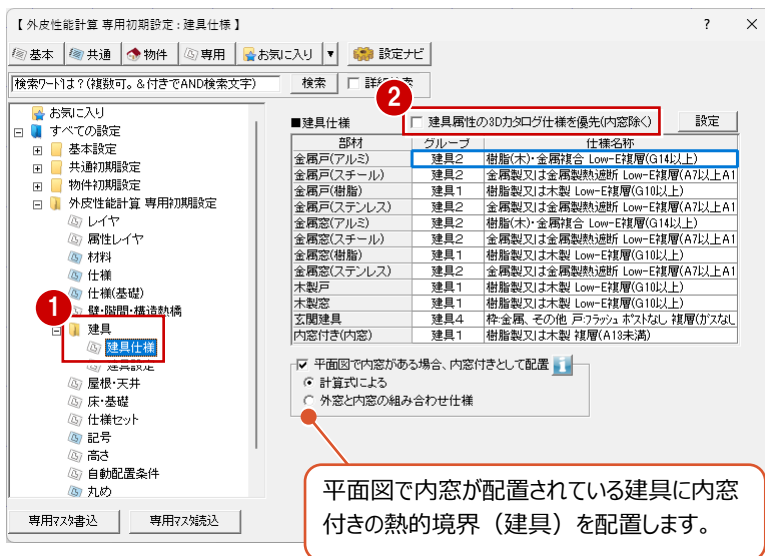 【 外皮性能計算 専用初期設定 : 建具仕様 】
基本 共通 物件 専用 お気に入り 設定ナビ
検索ワードは?(複数可。& 付きでAND検索文字) 検索
お気に入り
すべての設定
基本設定
共通初期設定
物件初期設定
外皮性能計算 専用初期設定
レイヤ
属性レイヤ
材料
仕様
仕様(基礎)
壁・階間・構造熱橋
1
建具
建具仕様
建具設定
屋根・天井
床・基礎
仕様セット
記号
高さ
自動配置条件
丸め
専用マスタ書込 専用マスタ読込
2
■建具仕様 建具属性の3Dカタログ仕様を優先(内窓除く) 設定
部材 グループ 仕様名称
金属戸(アルミ) 建具2 樹脂(木)・金属複合 Low-E複層(G14以上)
金属戸(スチール) 建具2 金属製又は金属製熱遮断 Low-E複層(A7以上A1
金属戸(樹脂) 建具1 樹脂製又は木製 Low-E複層(G10以上)
金属戸(ステンレス) 建具2 金属製又は金属製熱遮断 Low-E複層(A7以上A1
金属窓(アルミ) 建具2 樹脂(木)・金属複合 Low-E複層(G14以上)
金属窓(スチール) 建具2 金属製又は金属製熱遮断 Low-E複層(A7以上A1
金属窓(樹脂) 建具1 樹脂製又は木製 Low-E複層(G10以上)
金属窓(ステンレス) 建具2 金属製又は金属製熱遮断 Low-E複層(A7以上A1
木製戸 建具1 樹脂製又は木製 Low-E複層(G10以上)
木製窓 建具1 樹脂製又は木製 Low-E複層(G10以上)
玄関建具 建具4 枠:金属、その他 戸:フラッシュ ポストなし 複層(ガスなし
内窓付き(内窓) 建具1 樹脂製又は木製 複層(A13未満)
平面図で内窓がある場合、内窓付きとして配置
計算式による
外窓と内窓の組み合わせ仕様
平面図で内窓が配置されている建具に内窓
付きの熱的境界（建具）を配置します。